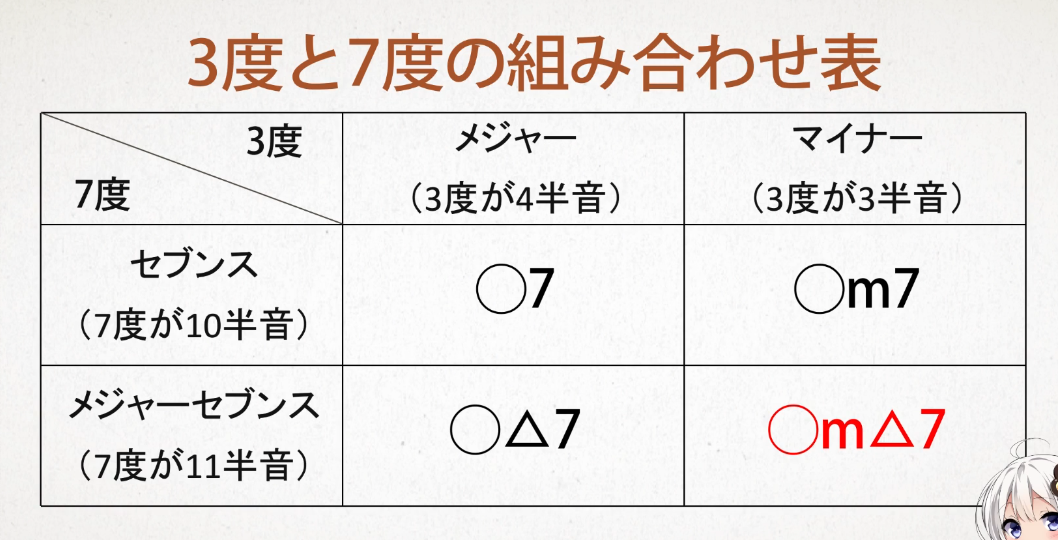 3度と7度の組み合わせ表
3度
7度
メジャー
(3度が4半音)
マイナー
(3度が3半音)
セブンス
(7度が10半音)
◯7
◯m7
メジャーセブンス
(7度が11半音)
◯△7
◯m△7